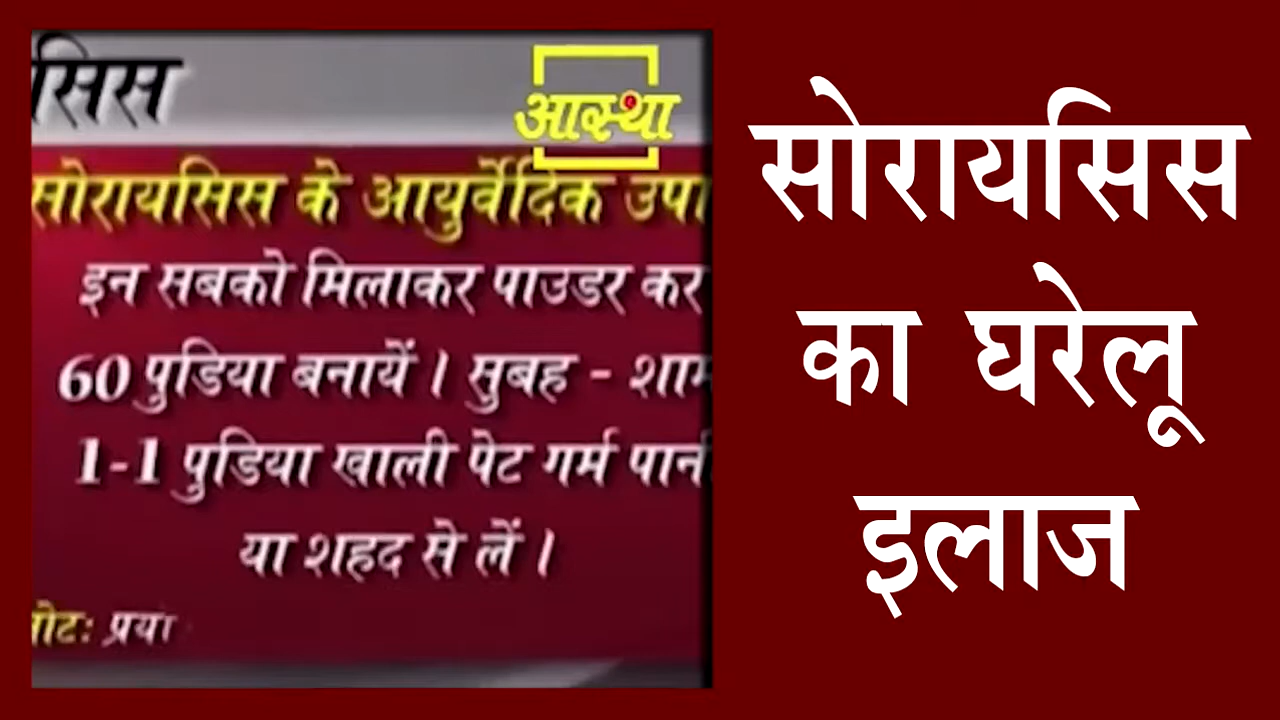 सिस
आस्था
सोरायसिस के आयुर्वेदिक उपा
इन सबको मिलाकर पाउडर कर
60 पुडिया बनायें । सुबह - शाम
1-1 पुडिया खाली पेट गर्म पानी
या शहद से लें ।
नोटः प्रया
सोरायसिस
का घरेलू
इलाज